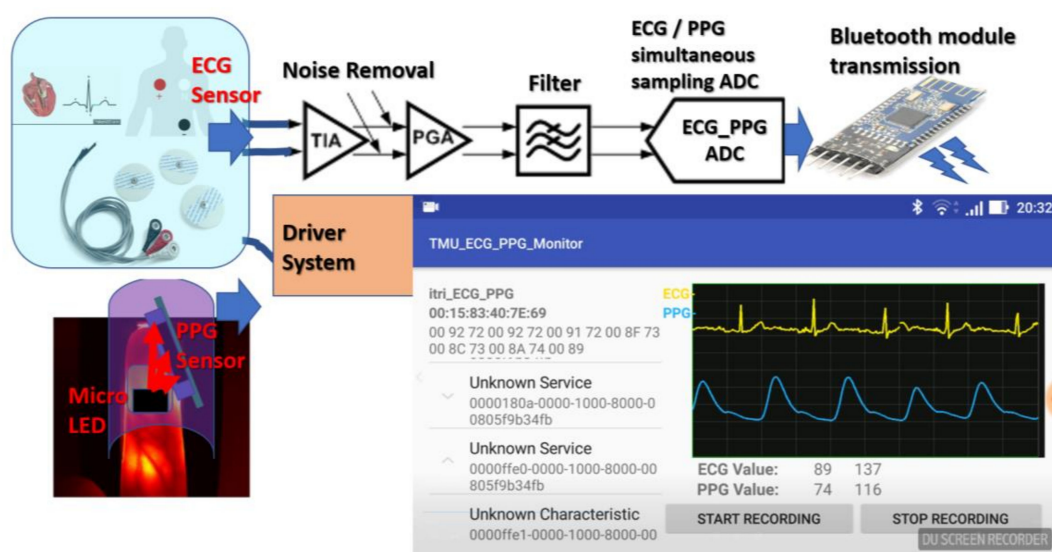 ECG
Sensor
Noise Removal
TIA
PGA
Filter
ECG / PPG
simultaneous
sampling ADC
ECG_PPG
ADC
Bluetooth module
transmission
Driver
System
PPG
Sensor
Micro
LED
20:32
TMU_ECG_PPG_Monitor
itri_ECG_PPG
00:15:83:40:7E:69
00 92 72 00 92 72 00 91 72 00 8F 73
00 8C 73 00 8A 74 00 89
Unknown Service
0000180a-0000-1000-8000-0
0805f9b34fb
Unknown Service
0000ffe0-0000-1000-8000-00
805f9b34fb
Unknown Characteristic
0000ffe1-0000-1000-8000-00
ECG-
PPG-
ECG Value: 89 137
PPG Value: 74 116
START RECORDING
STOP RECORDING
DU SCREEN RECORDER